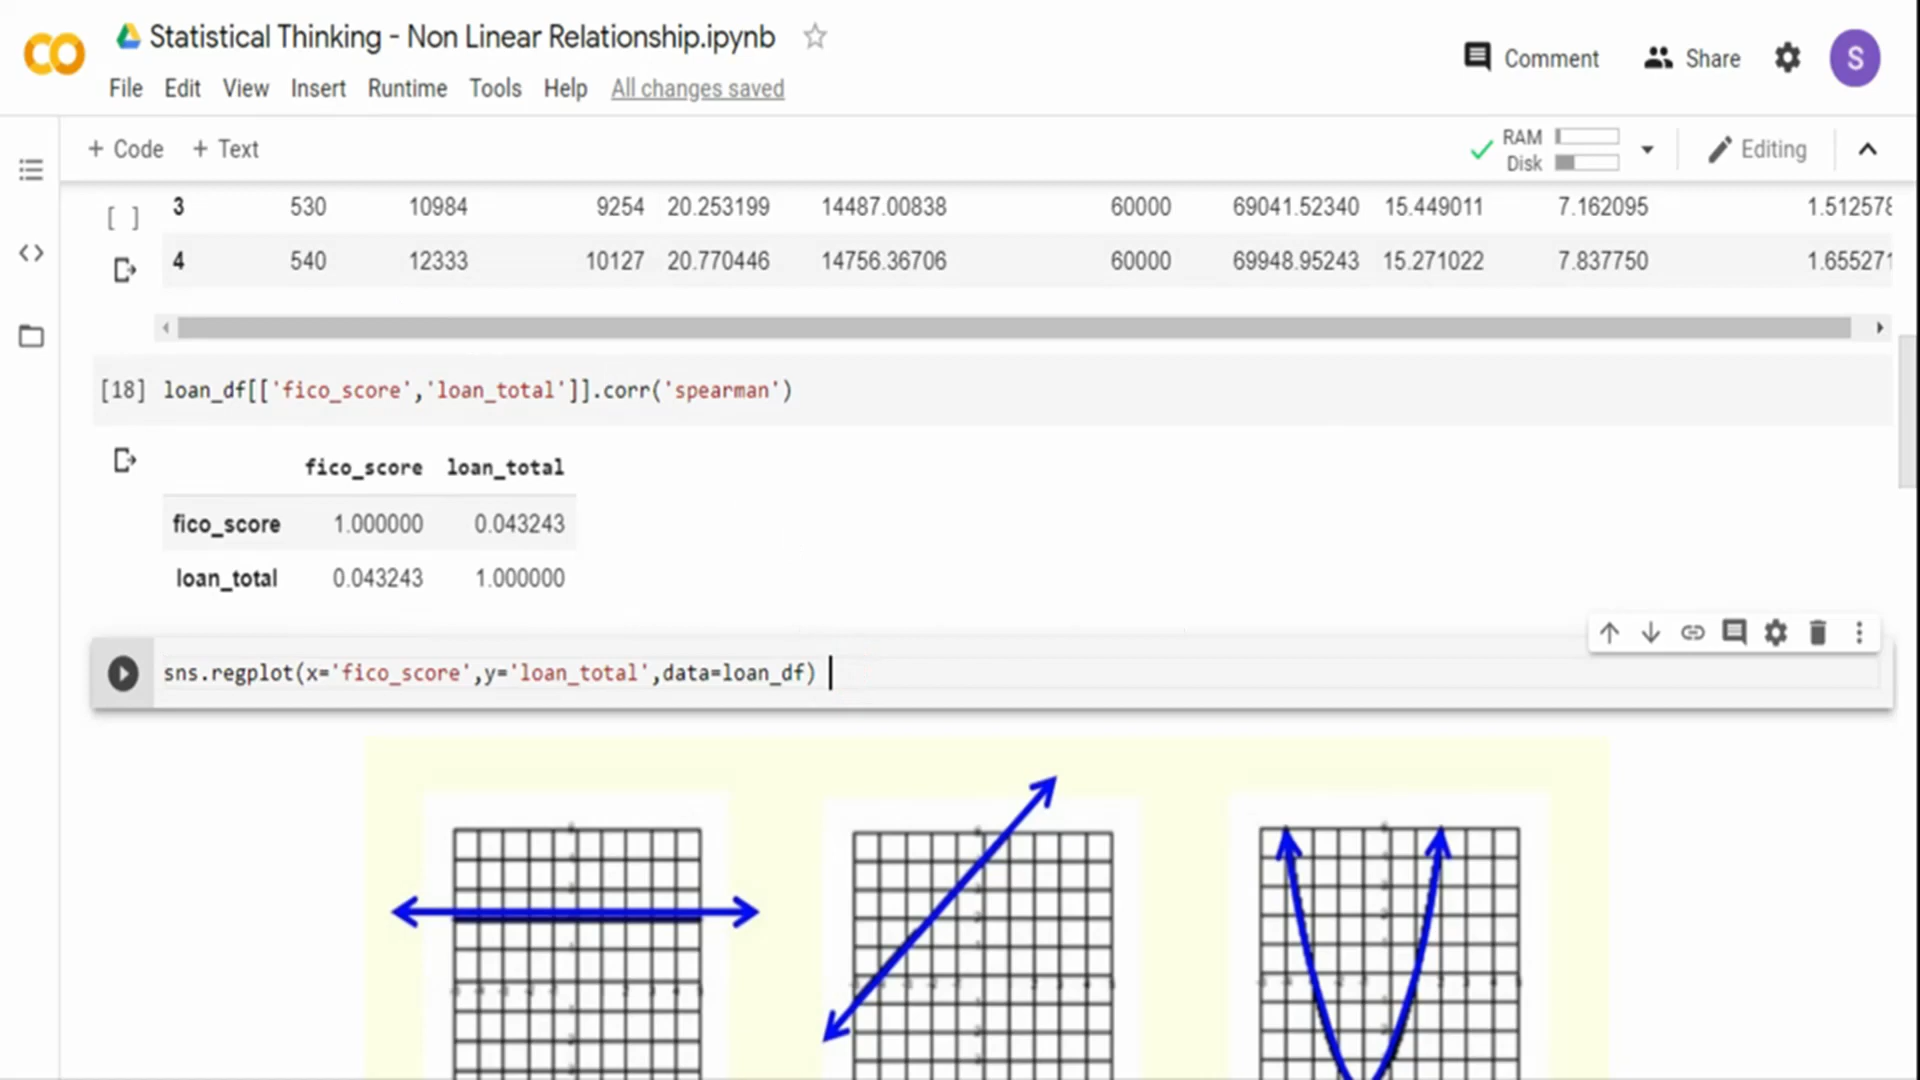 Statistical Thinking - Non Linear Relationship.ipynb
Comment Share S
File Edit View Insert Runtime Tools Help All changes saved
+ Code + Text RAM Disk Editing
[ ] 3 530 10984 9254 20.253199 14487.00838 60000 69041.52340 15.449011 7.162095 1.512578
4 540 12333 10127 20.770446 14756.36706 60000 69948.95243 15.271022 7.837750 1.655271
[18] loan_df[['fico_score','loan_total']].corr('spearman')
fico_score loan_total
fico_score 1.000000 0.043243
loan_total 0.043243 1.000000
sns.regplot(x='fico_score',y='loan_total',data=loan_df)